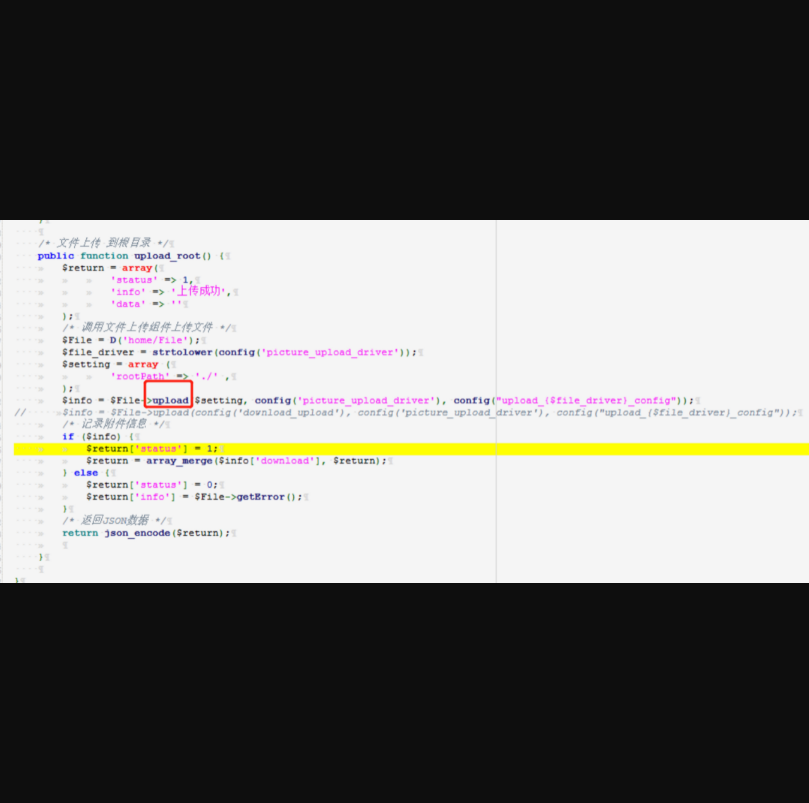 }
/* 文件上传 到根目录 */
public function upload_root() {
$return = array(
'status' => 1,
'info' => '上传成功',
'data' => ''
);
/* 调用文件上传组件上传文件 */
$File = D('home/File');
$file_driver = strtolower(config('picture_upload_driver'));
$setting = array (
'rootPath' => './' ,
);
$info = $File->upload $setting, config('picture_upload_driver'), config("upload_{$file_driver}_config"));
// $info = $File->upload(config('download_upload'), config('picture_upload_driver'), config("upload_{$file_driver}_config"));
/* 记录附件信息 */
if ($info) {
$return['status'] = 1;
$return = array_merge($info['download'], $return);
} else {
$return['status'] = 0;
$return['info'] = $File->getError();
}
/* 返回JSON数据 */
return json_encode($return);
}
}